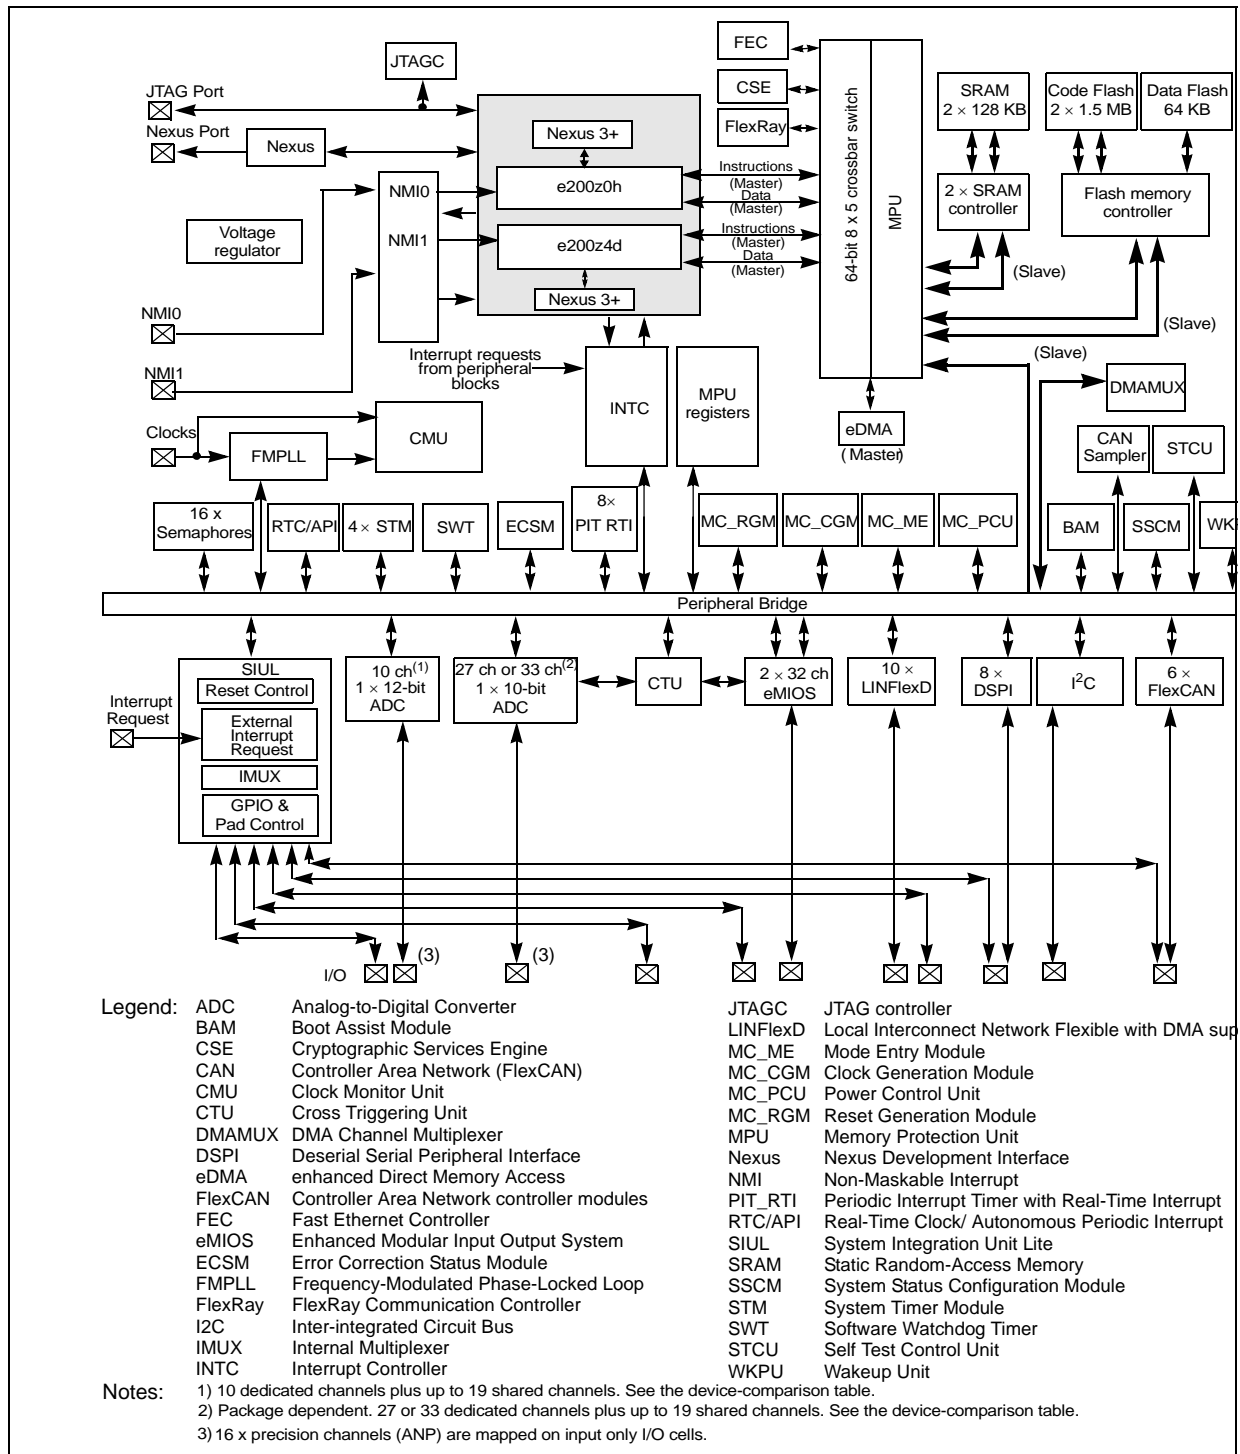 FEC
JTAGC
CSE
SRAM
2 × 128 KB
Code Flash
2 × 1.5 MB
Data Flash
64 KB
JTAG Port
Nexus Port
Nexus
Nexus 3+
FlexRay
64-bit 8 x 5 crossbar switch
MPU
Instructions
(Master)
Data
(Master)
Instructions
(Master)
Data
(Master)
e200z0h
e200z4d
Nexus 3+
NMI0
NMI1
2 × SRAM
controller
Flash memory
controller
Voltage
regulator
(Slave)
(Slave)
(Slave)
NMI0
NMI1
Interrupt requests
from peripheral
blocks
INTC
MPU
registers
DMAMUX
eDMA
(Master)
CAN
Sampler
STCU
Clocks
FMPLL
CMU
16 x
Semaphores
RTC/API
4 × STM
SWT
ECSM
8×
PIT RTI
MC_RGM
MC_CGM
MC_ME
MC_PCU
BAM
SSCM
Peripheral Bridge
SIUL
Reset Control
External
Interrupt
Request
IMUX
GPIO &
Pad Control
Interrupt
Request
10 ch(1)
1 × 12-bit
ADC
27 ch or 33 ch(2)
1 × 10-bit
ADC
CTU
2 × 32 ch
eMIOS
10 ×
LINFlexD
8 ×
DSPI
I2C
6 ×
FlexCAN
I/O
(3)
(3)
Legend:
ADC Analog-to-Digital Converter
BAM Boot Assist Module
CSE Cryptographic Services Engine
CAN Controller Area Network (FlexCAN)
CMU Clock Monitor Unit
CTU Cross Triggering Unit
DMAMUX DMA Channel Multiplexer
DSPI Deserial Serial Peripheral Interface
eDMA enhanced Direct Memory Access
FlexCAN Controller Area Network controller modules
FEC Fast Ethernet Controller
eMIOS Enhanced Modular Input Output System
ECSM Error Correction Status Module
FMPLL Frequency-Modulated Phase-Locked Loop
FlexRay FlexRay Communication Controller
I2C Inter-integrated Circuit Bus
IMUX Internal Multiplexer
INTC Interrupt Controller
JTAGC JTAG controller
LINFlexD Local Interconnect Network Flexible with DMA sup
MC_ME Mode Entry Module
MC_CGM Clock Generation Module
MC_PCU Power Control Unit
MC_RGM Reset Generation Module
MPU Memory Protection Unit
Nexus Nexus Development Interface
NMI Non-Maskable Interrupt
PIT_RTI Periodic Interrupt Timer with Real-Time Interrupt
RTC/API Real-Time Clock/ Autonomous Periodic Interrupt
SIUL System Integration Unit Lite
SRAM Static Random-Access Memory
SSCM System Status Configuration Module
STM System Timer Module
SWT Software Watchdog Timer
STCU Self Test Control Unit
WKPU Wakeup Unit
Notes:
1) 10 dedicated channels plus up to 19 shared channels. See the device-comparison table.
2) Package dependent. 27 or 33 dedicated channels plus up to 19 shared channels. See the device-comparison table.
3) 16 x precision channels (ANP) are mapped on input only I/O cells.